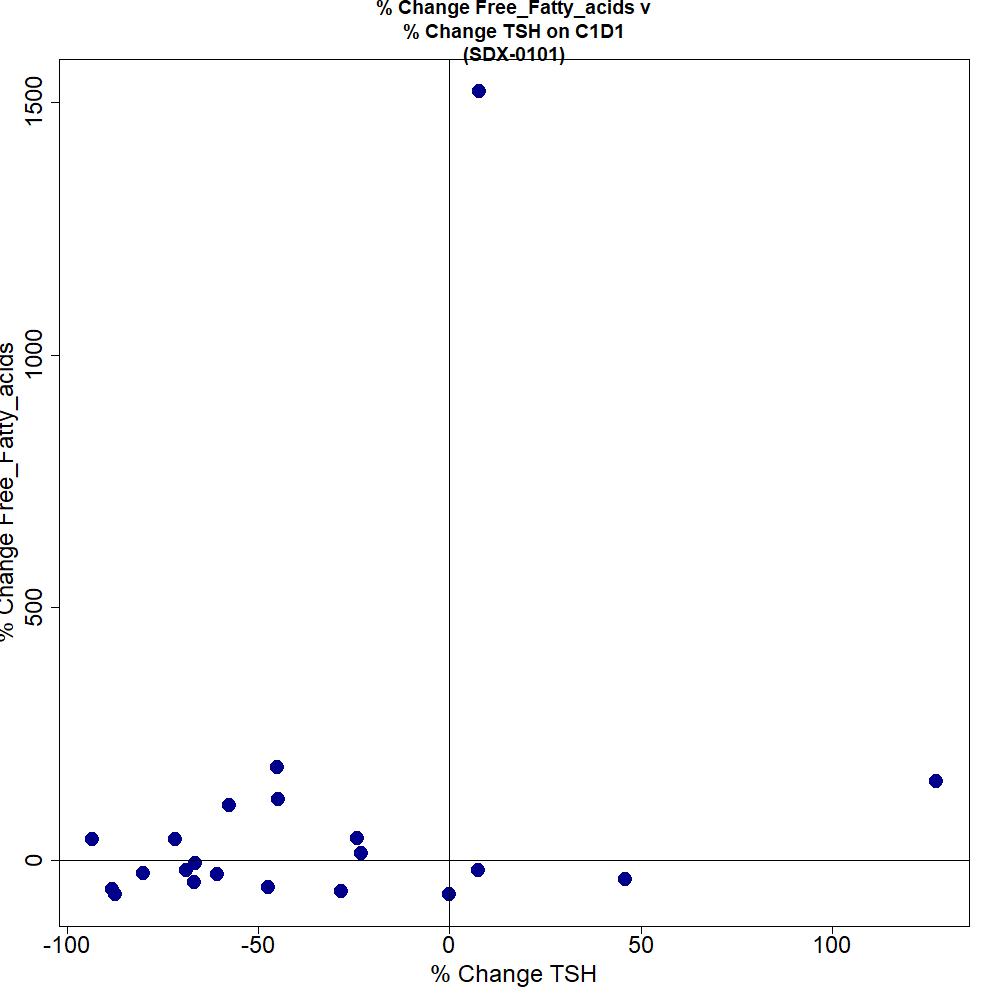 % Change Free_Fatty_acids v
% Change TSH on C1D1
(SDX-0101)
% Change Free_Fatty_acids
1500
1000
500
0
-100
-50
0
50
100
% Change TSH